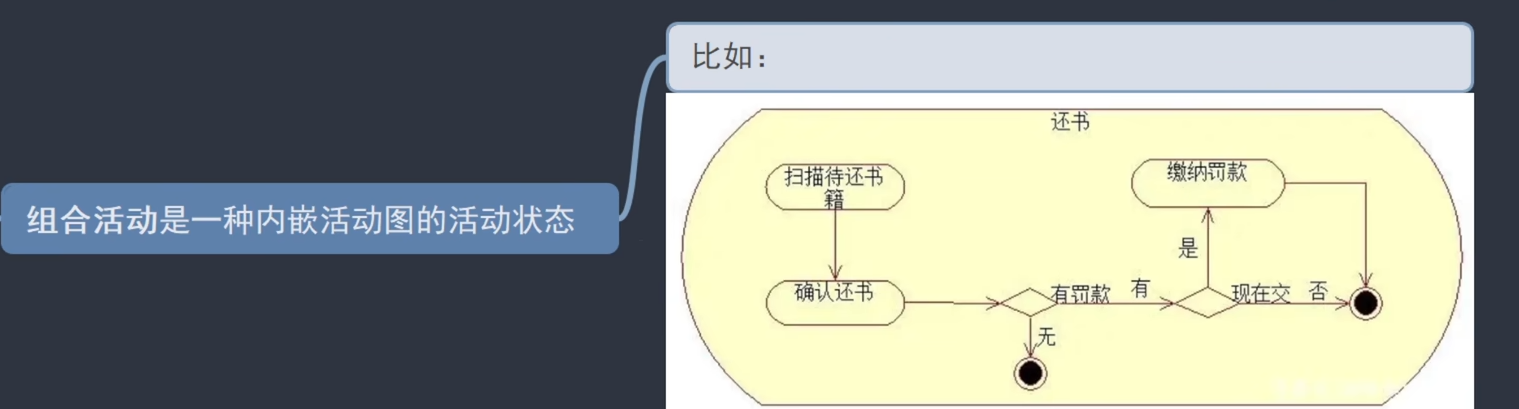 比如：
组合活动是一种内嵌活动图的活动状态
还书
扫描待还书
籍
缴纳罚款
是
确认还书
有罚款
有
现在交
否
无